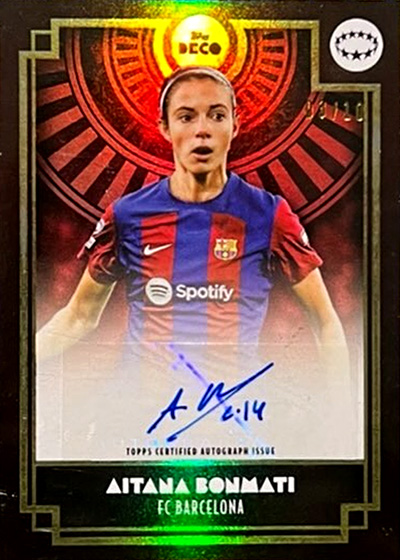 Topps
DECO
Spotify
TOPPS CERTIFIED AUTOGRAPH ISSUE
AITANA BONMATI
FC BARCELONA